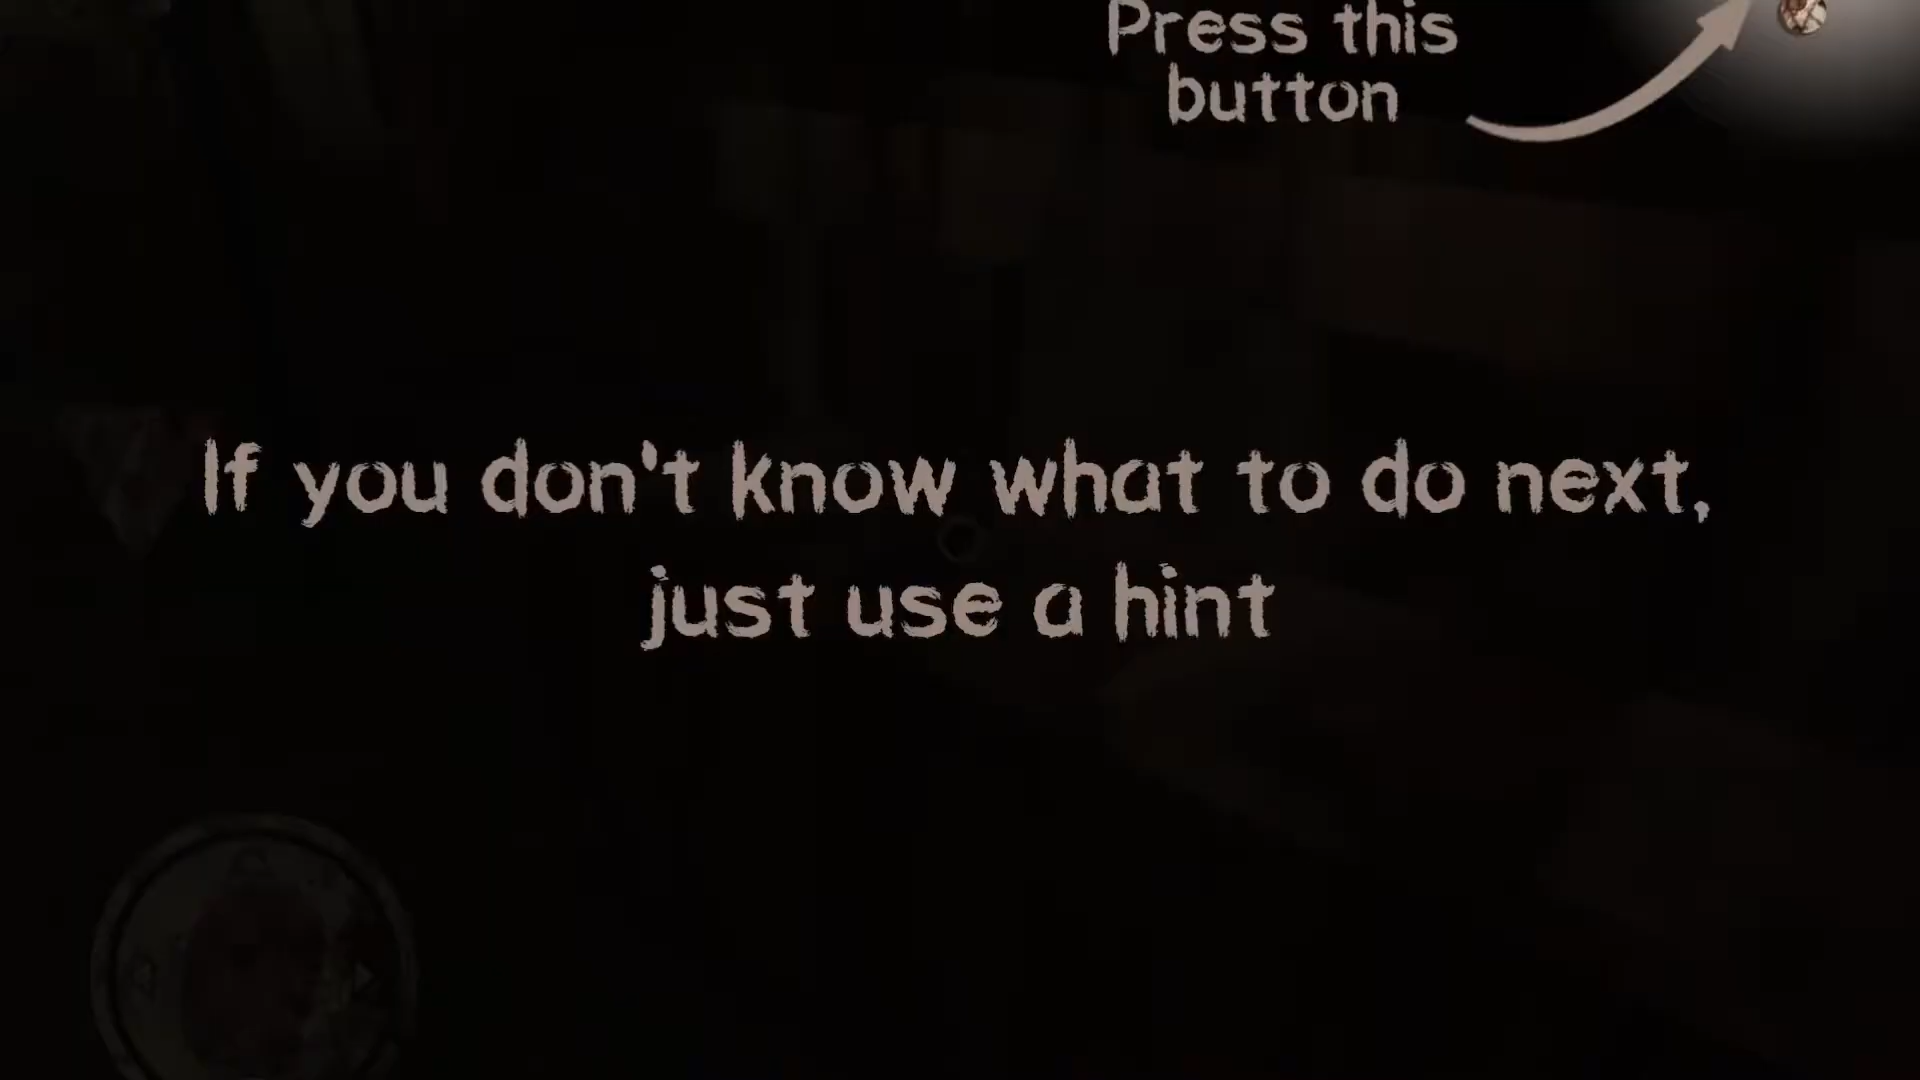 Press this
button
If you don't know what to do next,
just use a hint